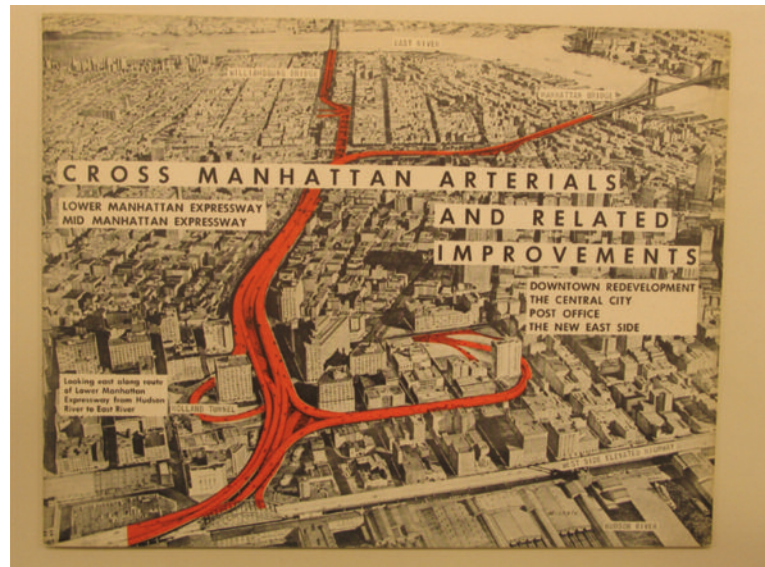 EAST RIVER
WILLIAMSBURG BRIDGE
MANHATTAN BRIDGE
CROSS MANHATTAN ARTERIALS
LOWER MANHATTAN EXPRESSWAY
MID MANHATTAN EXPRESSWAY
AND RELATED
IMPROVEMENTS
DOWNTOWN REDEVELOPMENT
THE CENTRAL CITY
POST OFFICE
THE NEW EAST SIDE
Looking east along route
of Lower Manhattan
Expressway from Hudson
River to East River
HOLLAND TUNNEL
WEST SIDE ELEVATED HIGHWAY
HUDSON RIVER